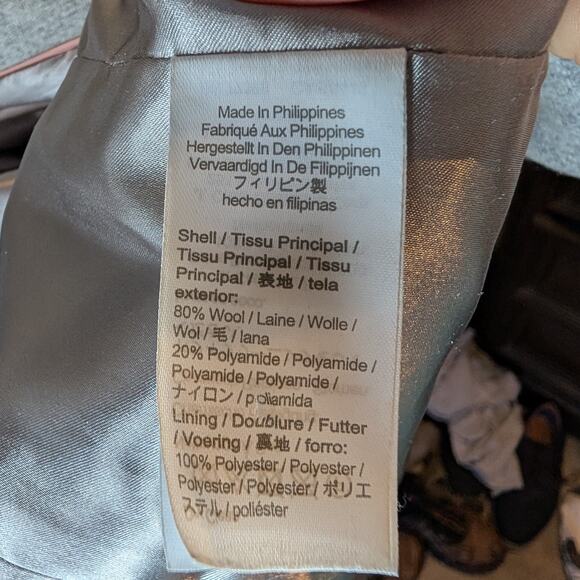 Made In Philippines
Fabriqué Aux Philippines
Hergestellt In Den Philippinen
Vervaardigd In De Filippijnen
フィリピン製
hecho en filipinas
Shell / Tissu Principal /
Tissu Principal / Tissu
Principal / 表地 / tela
exterior:
80% Wool / Laine / Wolle /
Wol / 毛 / lana
20% Polyamide / Polyamide /
Polyamide / Polyamide /
ナイロン / poliamida
Lining / Doublure / Futter
/ Voering / 裏地 / forro:
100% Polyester / Polyester /
Polyester / Polyester / ポリエ
ステル / poliéster